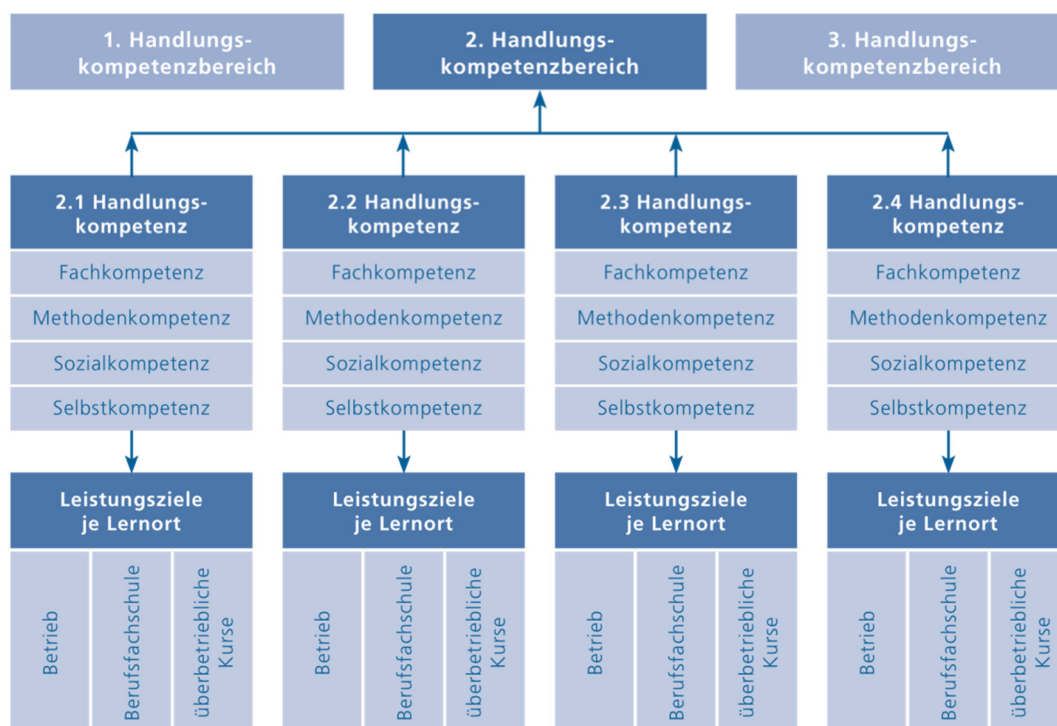 1. Handlungs-
kompetenzbereich
2. Handlungs-
kompetenzbereich
3. Handlungs-
kompetenzbereich
2.1 Handlungs-
kompetenz
Fachkompetenz
Methodenkompetenz
Sozialkompetenz
Selbstkompetenz
Leistungsziele
je Lernort
Betrieb
Berufsfachschule
überbetriebliche
Kurse
2.2 Handlungs-
kompetenz
Fachkompetenz
Methodenkompetenz
Sozialkompetenz
Selbstkompetenz
Leistungsziele
je Lernort
Betrieb
Berufsfachschule
überbetriebliche
Kurse
2.3 Handlungs-
kompetenz
Fachkompetenz
Methodenkompetenz
Sozialkompetenz
Selbstkompetenz
Leistungsziele
je Lernort
Betrieb
Berufsfachschule
überbetriebliche
Kurse
2.4 Handlungs-
kompetenz
Fachkompetenz
Methodenkompetenz
Sozialkompetenz
Selbstkompetenz
Leistungsziele
je Lernort
Betrieb
Berufsfachschule
überbetriebliche
Kurse